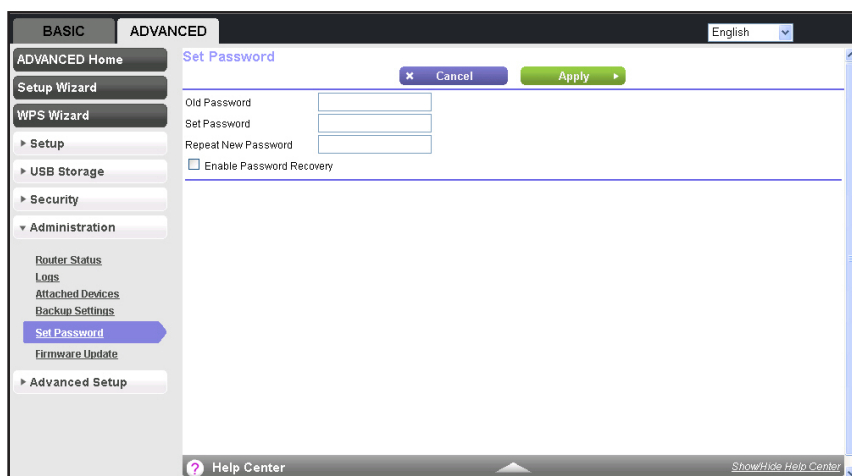 BASIC
ADVANCED
English
ADVANCED Home
Setup Wizard
WPS Wizard
Setup
USB Storage
Security
Administration
Router Status
Logs
Attached Devices
Backup Settings
Set Password
Firmware Update
Advanced Setup
Set Password
Cancel
Apply
Old Password
Set Password
Repeat New Password
Enable Password Recovery
Help Center
Show/Hide Help Center